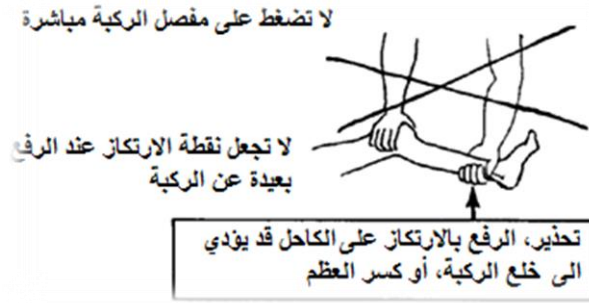 لا تضغط على مفصل الركبة مباشرة
لا تجعل نقطة الارتكاز عند الرفع
بعيدة عن الركبة
تحذير، الرفع بالارتكاز على الكاحل قد يؤدي
الى خلع الركبة، أو كسر العظم